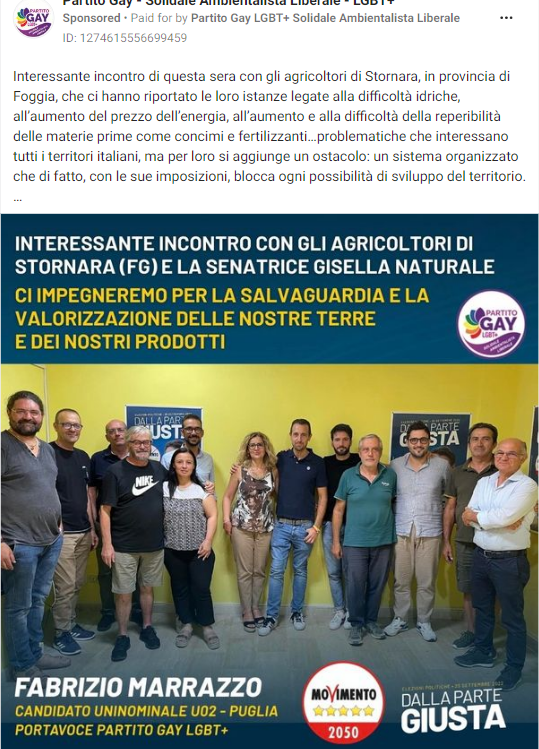 Partito Gay - Solidale Ambientalista Liberale - LGBT+
Sponsored • Paid for by Partito Gay LGBT+ Solidale Ambientalista Liberale
ID: 1274615556699459
Interessante incontro di questa sera con gli agricoltori di Stornara, in provincia di
Foggia, che ci hanno riportato le loro istanze legate alla difficoltà idriche,
all'aumento del prezzo dell'energia, all'aumento e alla difficoltà della reperibilità
delle materie prime come concimi e fertilizzanti...problematiche che interessano
tutti i territori italiani, ma per loro si aggiunge un ostacolo: un sistema organizzato
che di fatto, con le sue imposizioni, blocca ogni possibilità di sviluppo del territorio.
...
INTERESSANTE INCONTRO CON GLI AGRICOLTORI DI
STORNARA (FG) E LA SENATRICE GISELLA NATURALE
CI IMPEGNEREMO PER LA SALVAGUARDIA E LA
VALORIZZAZIONE DELLE NOSTRE TERRE
E DEI NOSTRI PRODOTTI
PARTITO
GAY
LGBT+
SOLIDALE AMBIENTALISTA LIBERALE
DALLA PARTE
GIUSTA
DALLA PARTE
GIUSTA
NIKE
FABRIZIO MARRAZZO
CANDIDATO UNINOMINALE U02 - PUGLIA
PORTAVOCE PARTITO GAY LGBT+
MOVIMENTO
2050
ELEZIONI POLITICHE - 25 SETTEMBRE 2022
DALLA PARTE
GIUSTA